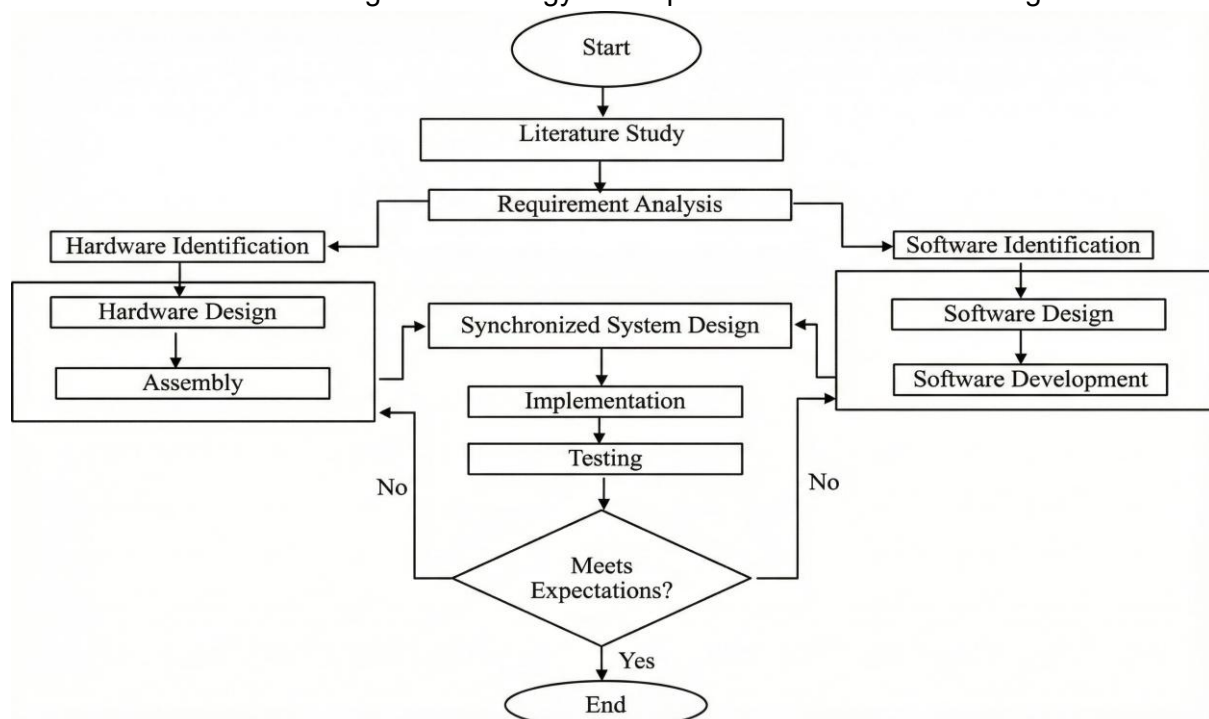 Start
Literature Study
Requirement Analysis
Hardware Identification
Software Identification
Hardware Design
Synchronized System Design
Software Design
Assembly
Software Development
Implementation
Testing
No
No
Meets
Expectations?
Yes
End